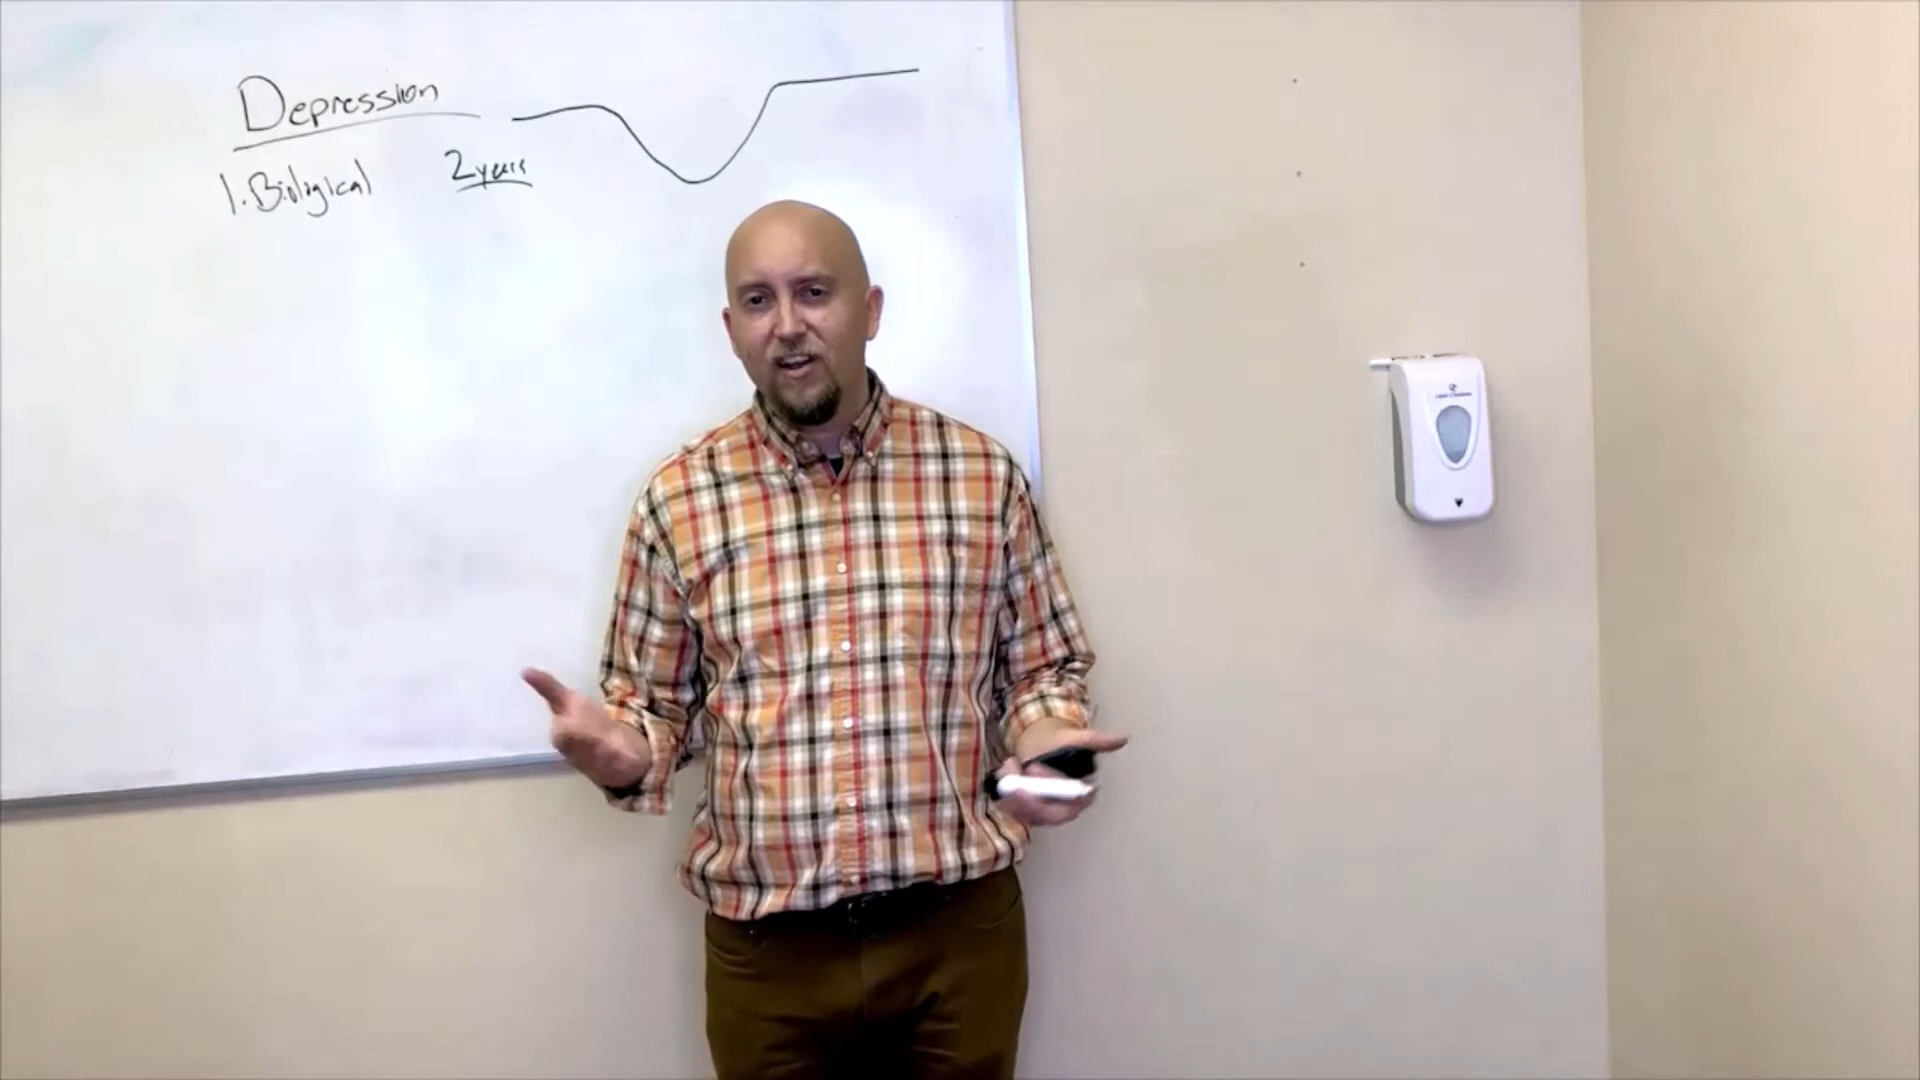 Depression
1. Biological 2 years